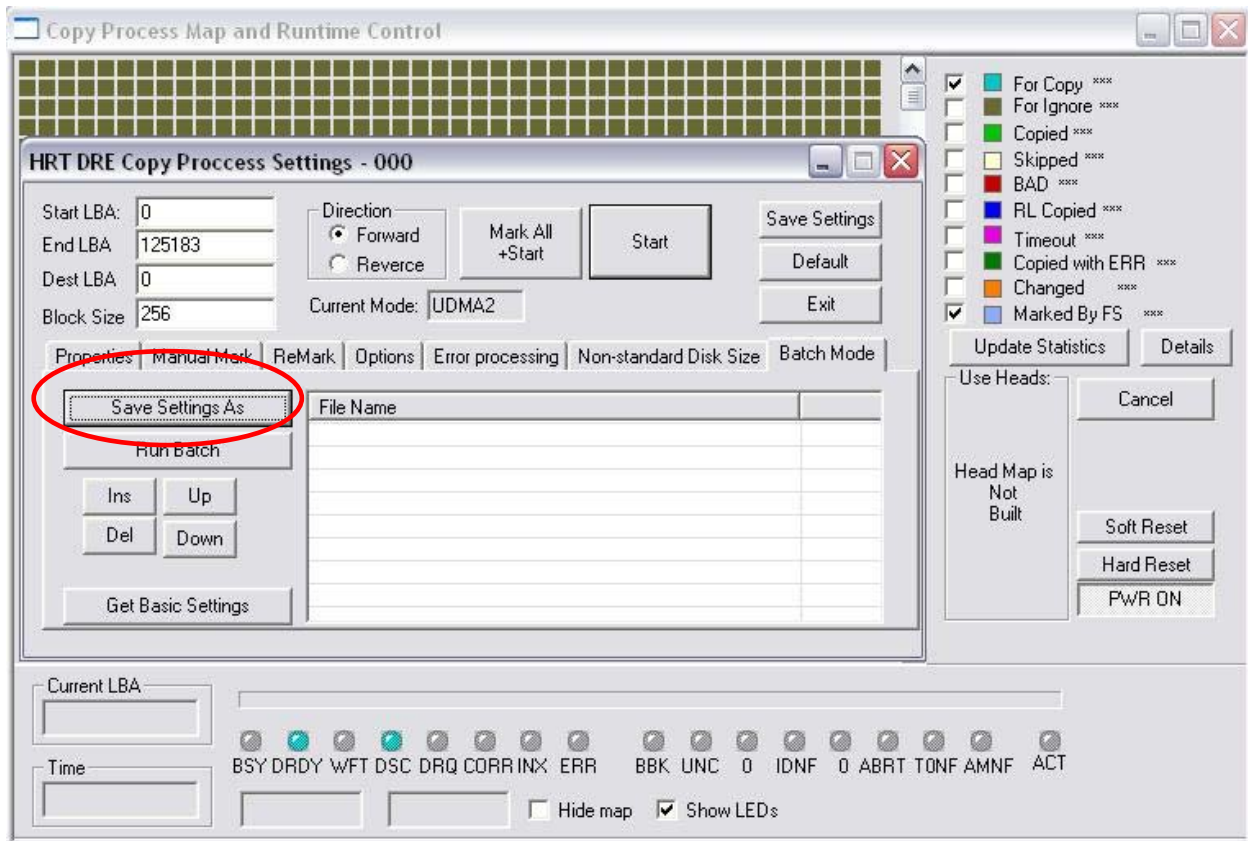 Copy Process Map and Runtime Control
For Copy ***
For Ignore ***
Copied ***
Skipped ***
BAD ***
RL Copied ***
Timeout ***
Copied with ERR ***
Changed ***
Marked By FS ***
Update Statistics
Details
Use Heads:
Cancel
Head Map is
Not
Built
Soft Reset
Hard Reset
PWR ON
HRT DRE Copy Proccess Settings - 000
Start LBA: 0
End LBA 125183
Dest LBA 0
Block Size 256
Direction
Forward
Reverce
Mark All
+Start
Start
Save Settings
Default
Exit
Current Mode: UDMA2
Properties Manual Mark ReMark Options Error processing Non-standard Disk Size Batch Mode
Save Settings As
Run Batch
Ins Up
Del Down
Get Basic Settings
File Name
Current LBA
Time
BSY DRDY WFT DSC DRQ CORR INX ERR BBK UNC 0 IDNF 0 ABRT T0NF AMNF ACT
Hide map Show LEDs